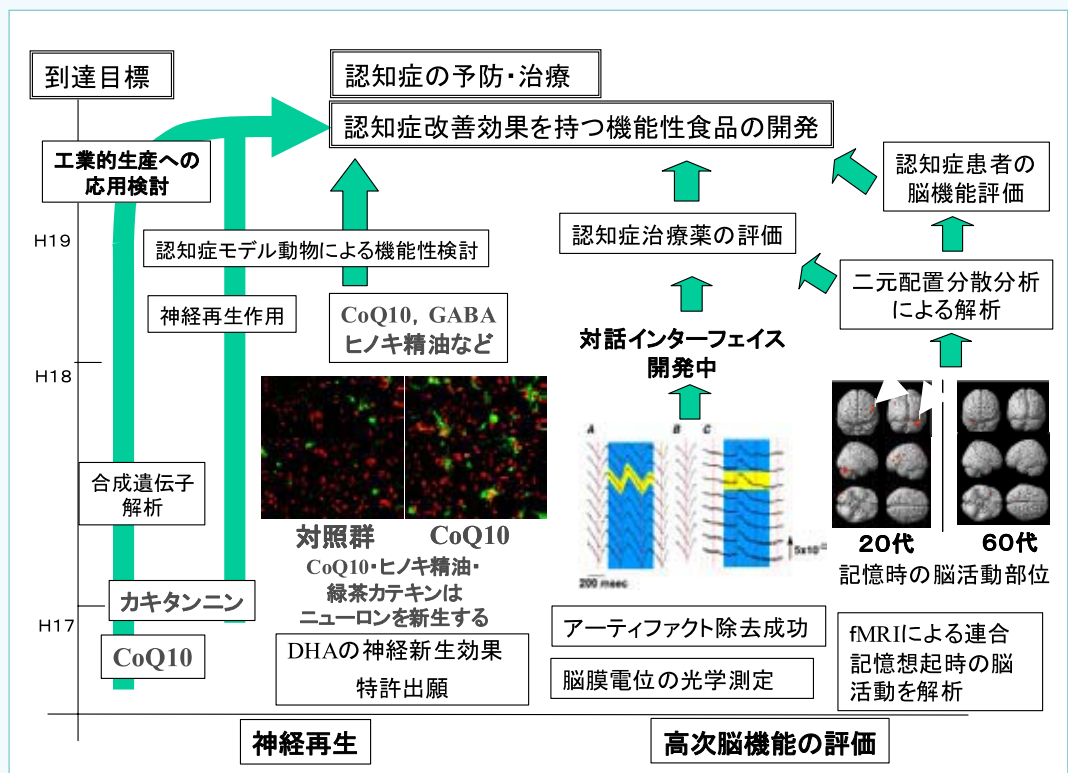 到達目標
認知症の予防・治療
認知症改善効果を持つ機能性食品の開発
工業的生産への
応用検討
認知症患者の
脳機能評価
H19
認知症モデル動物による機能性検討
認知症治療薬の評価
二元配置分散分析
による解析
神経再生作用
CoQ10, GABA
ヒノキ精油など
対話インターフェイス
開発中
H18
合成遺伝子
解析
対照群
CoQ10
A
B
C
200 msec
20代
60代
記憶時の脳活動部位
CoQ10・ヒノキ精油・
緑茶カテキンは
ニューロンを新生する
カキタンニン
H17
CoQ10
DHAの神経新生効果
特許出願
アーティファクト除去成功
脳膜電位の光学測定
fMRIによる連合
記憶想起時の脳
活動を解析
神経再生
高次脳機能の評価